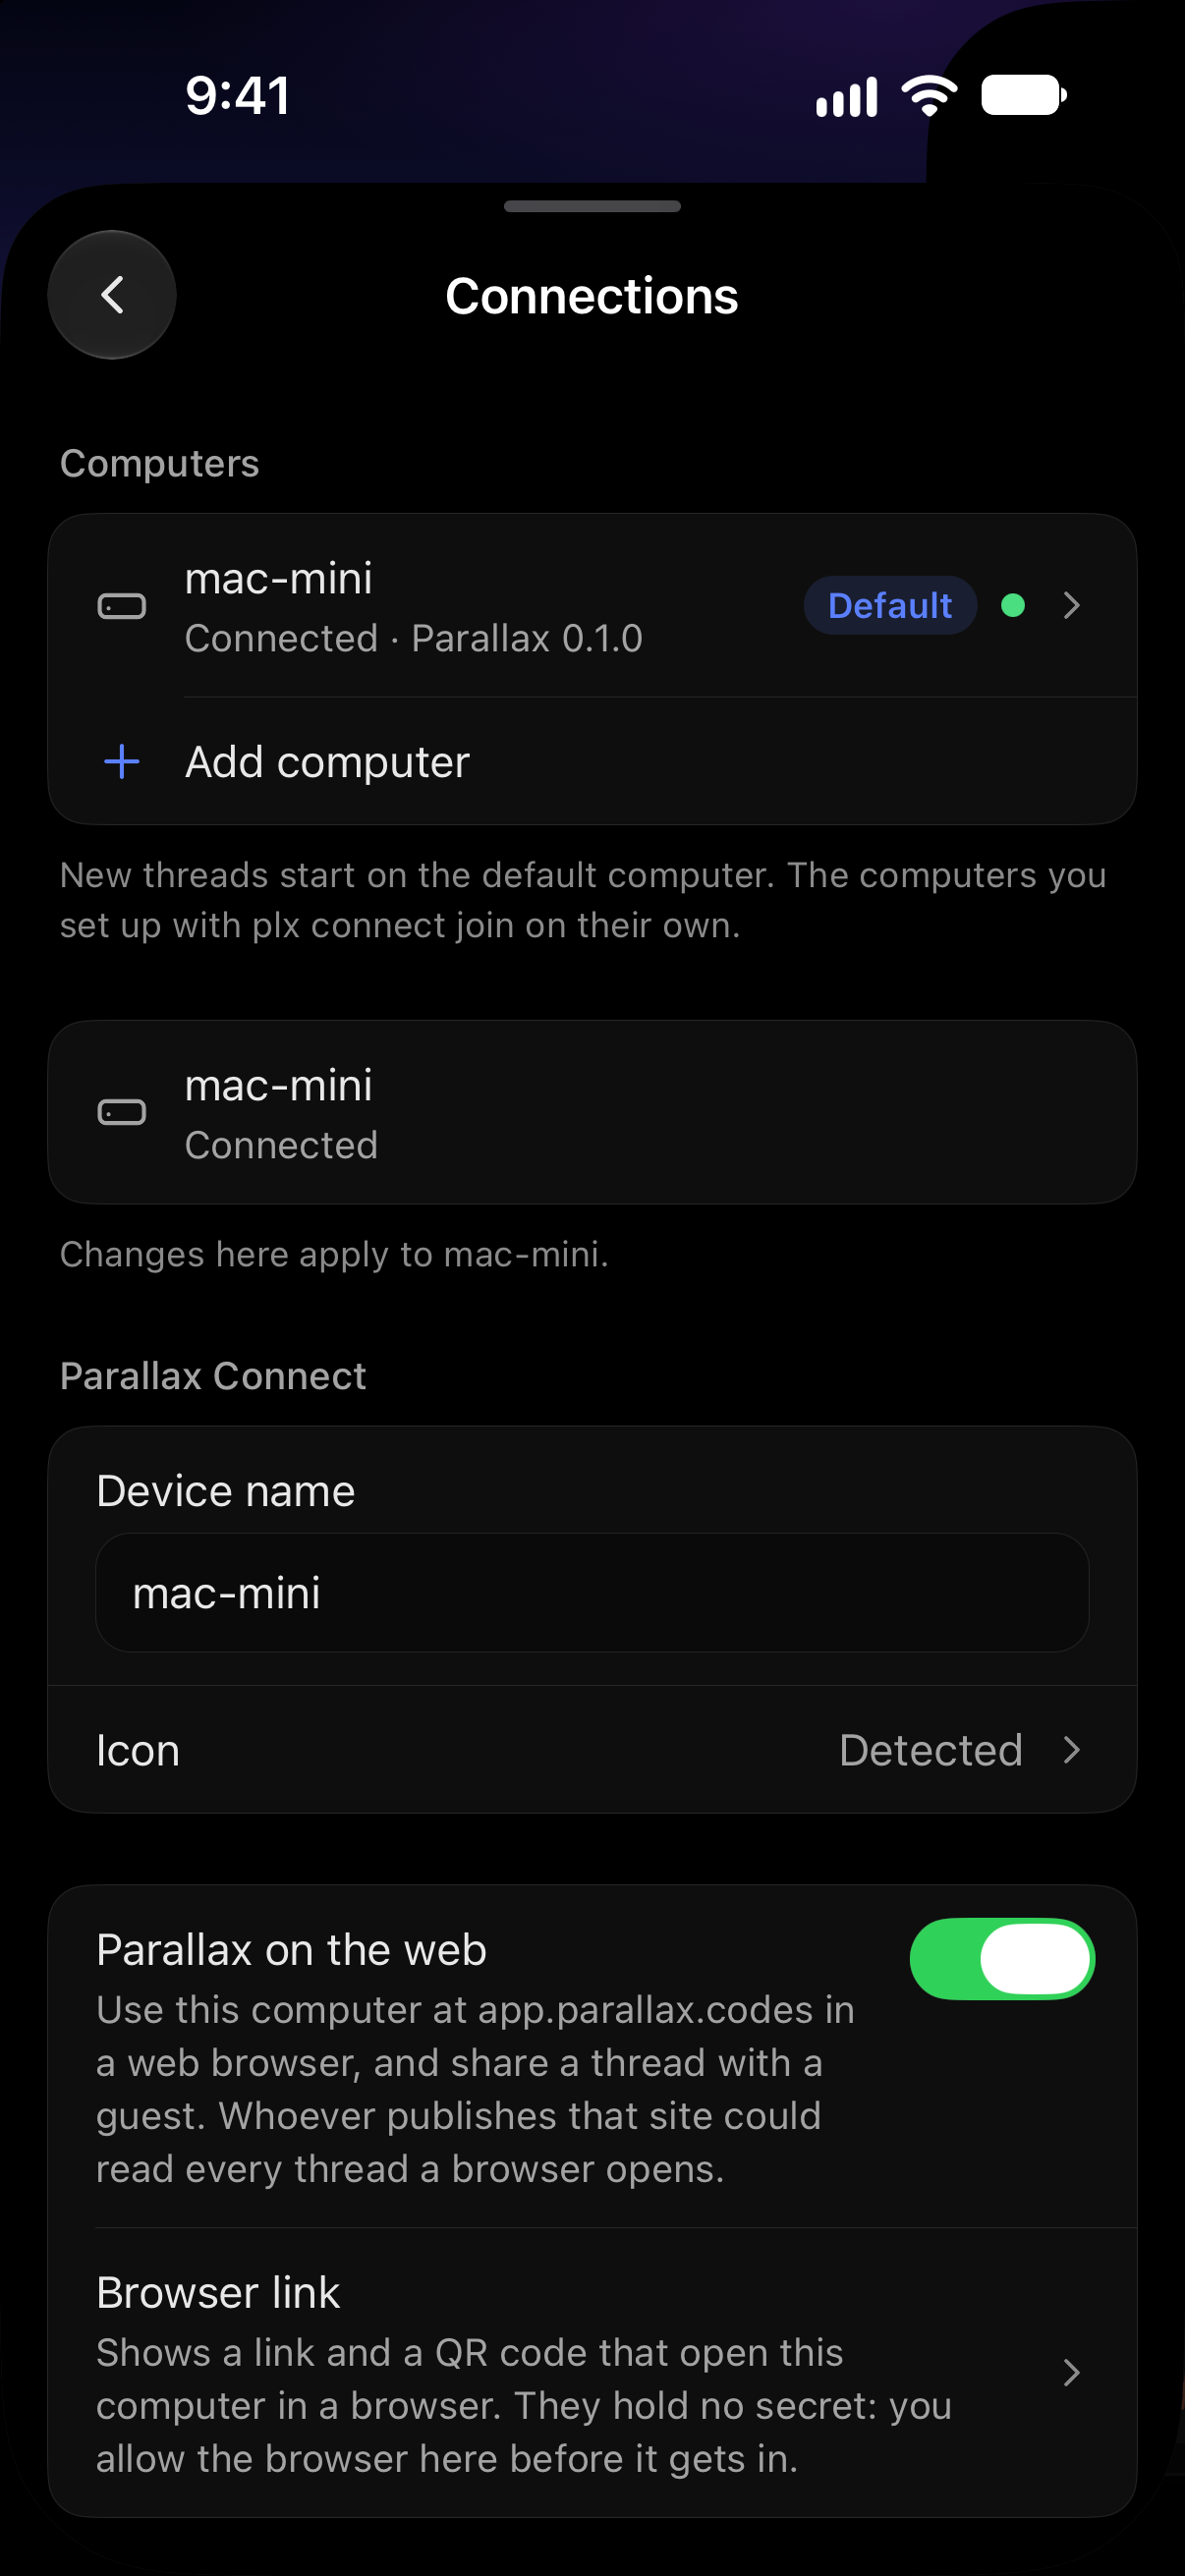 9:41
Connections
Computers
mac-mini
Connected · Parallax 0.1.0
Default
Add computer
New threads start on the default computer. The computers you
set up with plx connect join on their own.
mac-mini
Connected
Changes here apply to mac-mini.
Parallax Connect
Device name
mac-mini
Icon
Detected
Parallax on the web
Use this computer at app.parallax.codes in
a web browser, and share a thread with a
guest. Whoever publishes that site could
read every thread a browser opens.
Browser link
Shows a link and a QR code that open this
computer in a browser. They hold no secret: you
allow the browser here before it gets in.